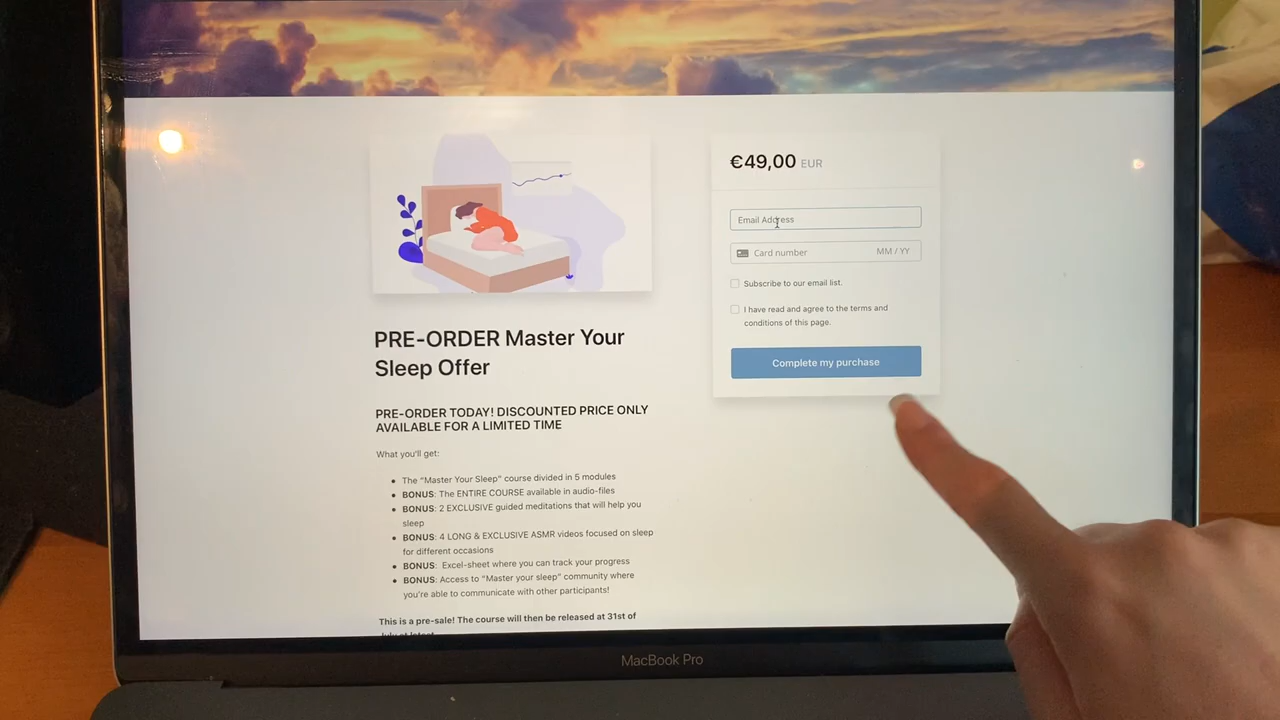 €49,00 EUR
Email Address
Card number MM / YY
Subscribe to our email list.
I have read and agree to the terms and
conditions of this page.
Complete my purchase
PRE-ORDER Master Your
Sleep Offer
PRE-ORDER TODAY! DISCOUNTED PRICE ONLY
AVAILABLE FOR A LIMITED TIME
What you'll get:
The "Master Your Sleep" course divided in 5 modules
BONUS: The ENTIRE COURSE available in audio-files
BONUS: 2 EXCLUSIVE guided meditations that will help you
sleep
BONUS: 4 LONG & EXCLUSIVE ASMR videos focused on sleep
for different occasions
BONUS: Excel-sheet where you can track your progress
BONUS: Access to "Master your sleep" community where
you're able to communicate with other participants!
This is a pre-sale! The course will then be released at 31st of
MacBook Pro